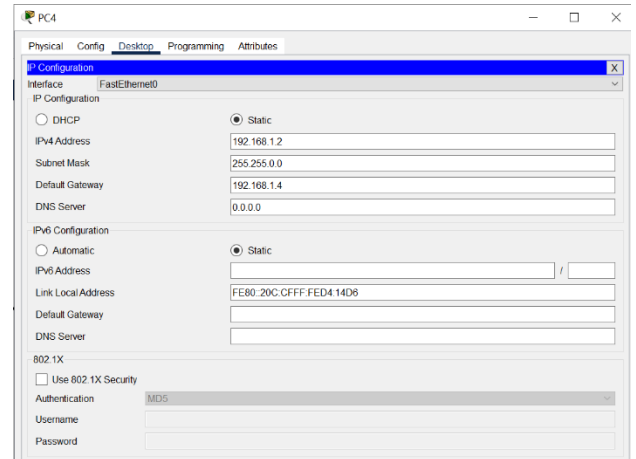 PC4
Physical Config Desktop Programming Attributes
IP Configuration X
Interface FastEthernet0
IP Configuration
DHCP Static
IPv4 Address 192.168.1.2
Subnet Mask 255.255.0.0
Default Gateway 192.168.1.4
DNS Server 0.0.0.0
IPv6 Configuration
Automatic Static
IPv6 Address /
Link Local Address FE80::20C:CFFF:FED4:14D6
Default Gateway
DNS Server
802.1X
Use 802.1X Security
Authentication MD5
Username
Password